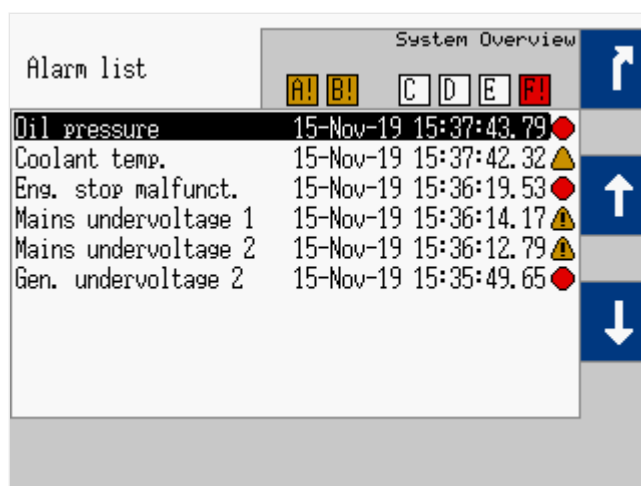 System Overview
Alarm list
A! B! C D E F!
Oil pressure 15-Nov-19 15:37:43.79
Coolant temp. 15-Nov-19 15:37:42.32
Eng. stop malfunct. 15-Nov-19 15:36:19.53
Mains undervoltage 1 15-Nov-19 15:36:14.17
Mains undervoltage 2 15-Nov-19 15:36:12.79
Gen. undervoltage 2 15-Nov-19 15:35:49.65